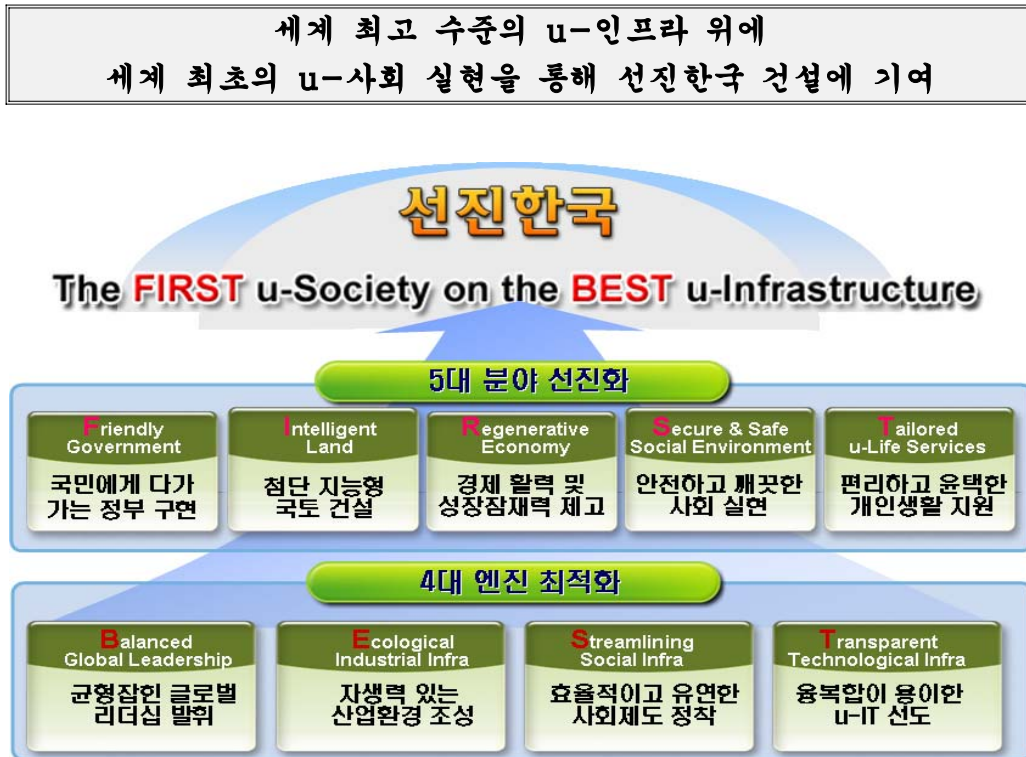 세계 최고 수준의 u-인프라 위에
세계 최초의 u-사회 실현을 통해 선진한국 건설에 기여
선진한국
The FIRST u-Society on the BEST u-Infrastructure
5대 분야 선진화
Friendly
Government
국민에게 다가
가는 정부 구현
Intelligent
Land
첨단 지능형
국토 건설
Regenerative
Economy
경제 활력 및
성장잠재력 제고
Secure & Safe
Social Environment
안전하고 깨끗한
사회 실현
Tailored
u-Life Services
편리하고 윤택한
개인생활 지원
4대 엔진 최적화
Balanced
Global Leadership
균형잡힌 글로벌
리더십 발휘
Ecological
Industrial Infra
자생력 있는
산업환경 조성
Streamlining
Social Infra
효율적이고 유연한
사회제도 정착
Transparent
Technological Infra
융복합이 용이한
u-IT 선도